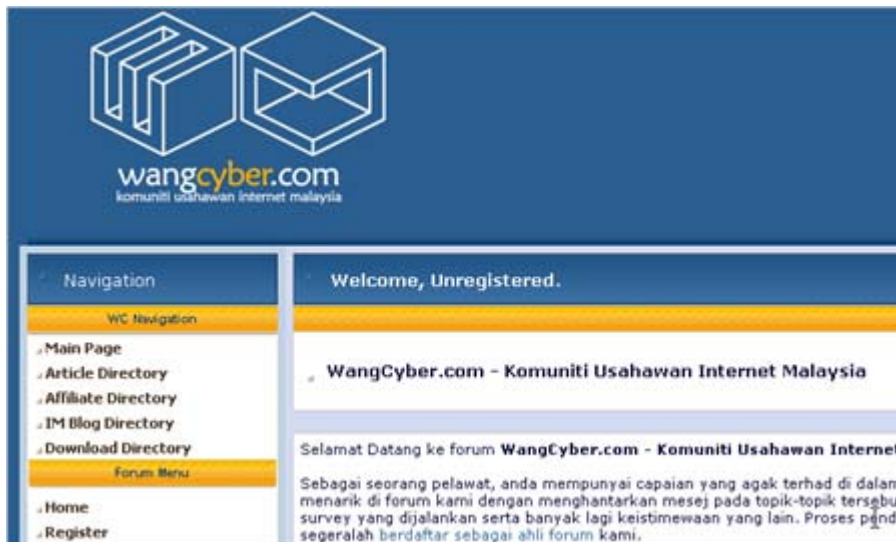 wangcyber.com
komuniti usahawan internet malaysia
Navigation
WC Navigation
Main Page
Article Directory
Affiliate Directory
IM Blog Directory
Download Directory
Forum Menu
Home
Register
Welcome, Unregistered.
WangCyber.com - Komuniti Usahawan Internet Malaysia
Selamat Datang ke forum WangCyber.com - Komuniti Usahawan Internet
Sebagai seorang pelawat, anda mempunyai capaian yang agak terhad di dalam
menarik di forum kami dengan menghantarkan mesej pada topik-topik tersebu
survey yang dijalankan serta banyak lagi keistimewaan yang lain. Proses pend
segeralah berdaftar sebagai ahli forum kami.